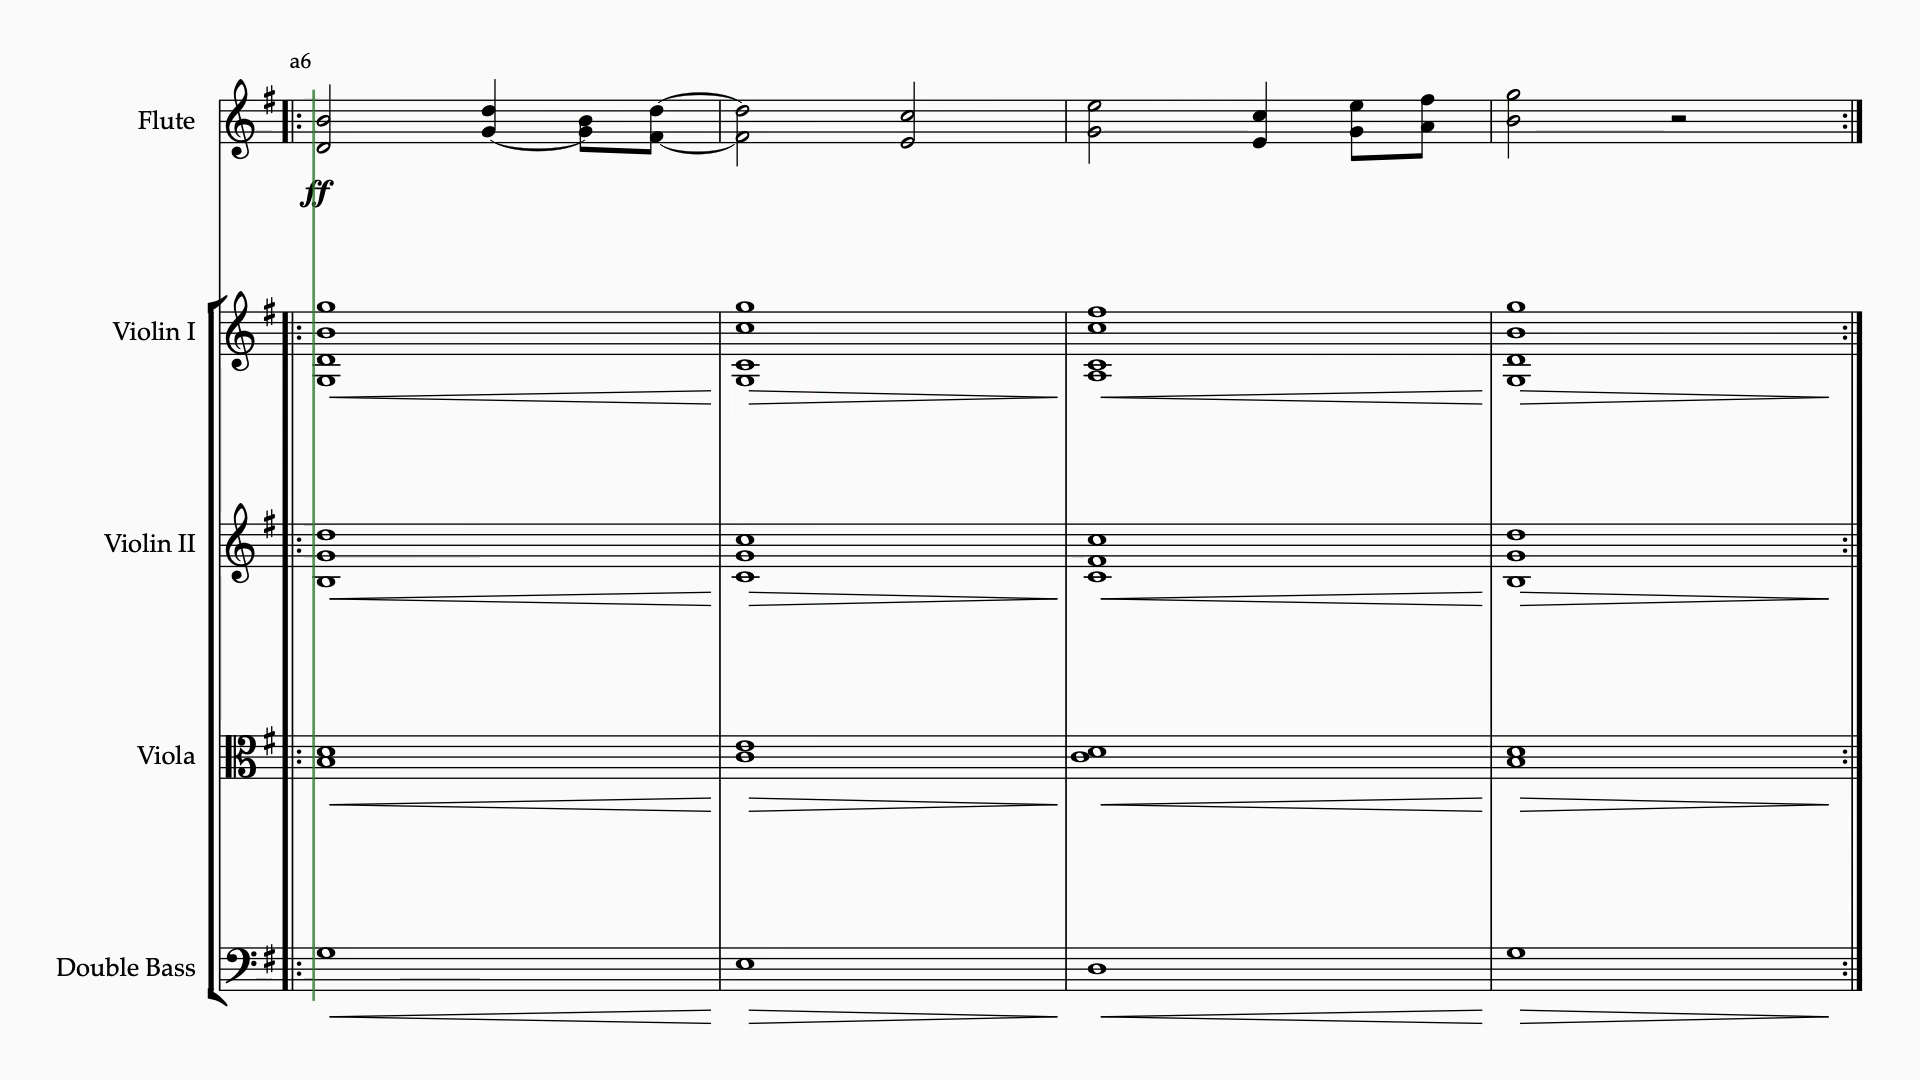 a6
Flute
ff
Violin I
Violin II
Viola
Double Bass